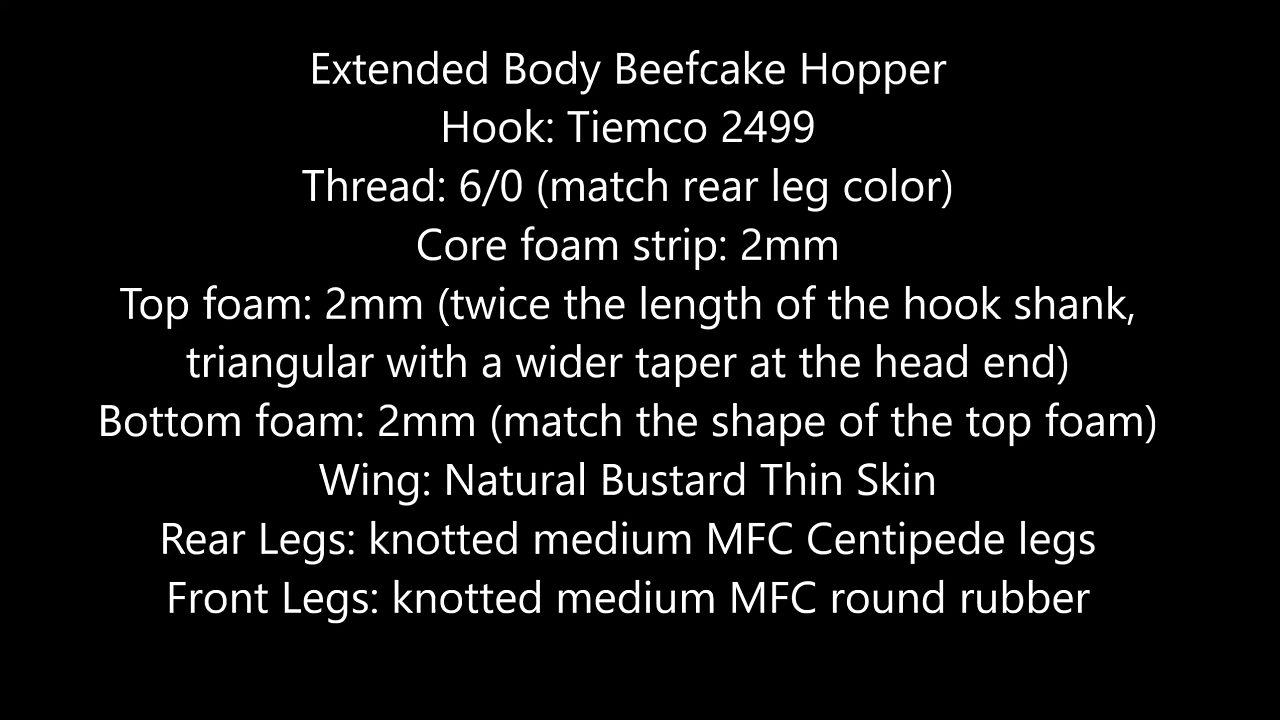 Extended Body Beefcake Hopper
Hook: Tiemco 2499
Thread: 6/0 (match rear leg color)
Core foam strip: 2mm
Top foam: 2mm (twice the length of the hook shank,
triangular with a wider taper at the head end)
Bottom foam: 2mm (match the shape of the top foam)
Wing: Natural Bustard Thin Skin
Rear Legs: knotted medium MFC Centipede legs
Front Legs: knotted medium MFC round rubber